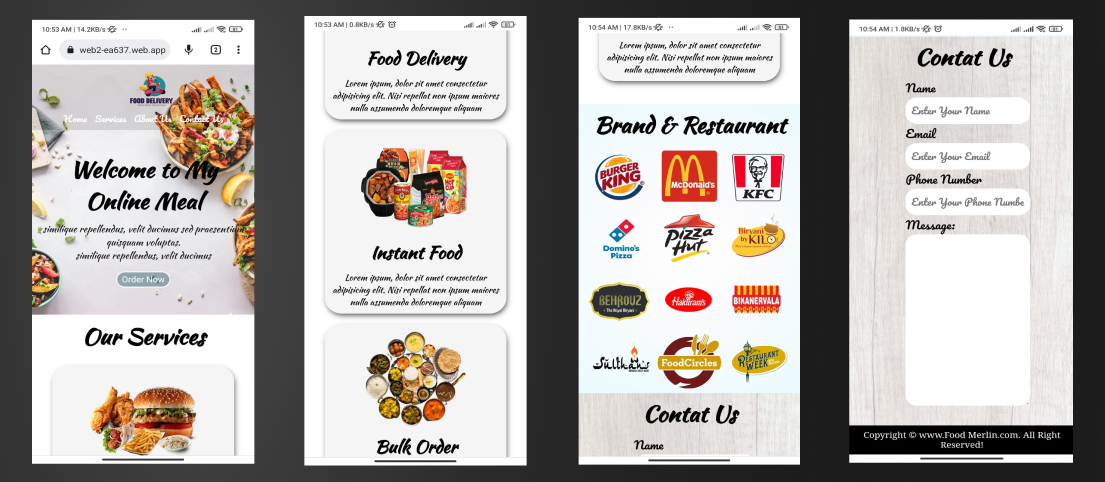 10:53 AM | 14.2KB/s
web2-ea637.web.app
2
FOOD DELIVERY
Home Services About Us Contact Us
Welcome to My
Online Meal
similique repellendus, velit ducimus sed praesentium
quisquam voluptas.
similique repellendus, velit ducimus
Order Now
Our Services
10:53 AM | 0.8KB/s
Food Delivery
Lorem ipsum, dolor sit amet consectetur
adipisicing elit. Nisi repellat non ipsum maiores
nulla assumenda doloremque aliquam
Instant Food
Lorem ipsum, dolor sit amet consectetur
adipisicing elit. Nisi repellat non ipsum maiores
nulla assumenda doloremque aliquam
Bulk Order
10:54 AM | 17.8KB/s
Lorem ipsum, dolor sit amet consectetur
adipisicing elit. Nisi repellat non ipsum maiores
nulla assumenda doloremque aliquam
Brand & Restaurant
BURGER
KING
McDonald's
KFC
Domino's
Pizza
Pizza
Hut
Biryani
by KILO
BEHROUZ
The Royal Biryani
Haldiram's
BIKANERVALA
FoodCircles
RESTAURANT
WEEK
Contat Us
Name
10:54 AM | 1.8KB/s
Contat Us
Name
Enter Your Name
Email
Enter Your Email
Phone Number
Enter Your Phone Numbe
Message:
Copyright © www.Food Merlin.com. All Right
Reserved!